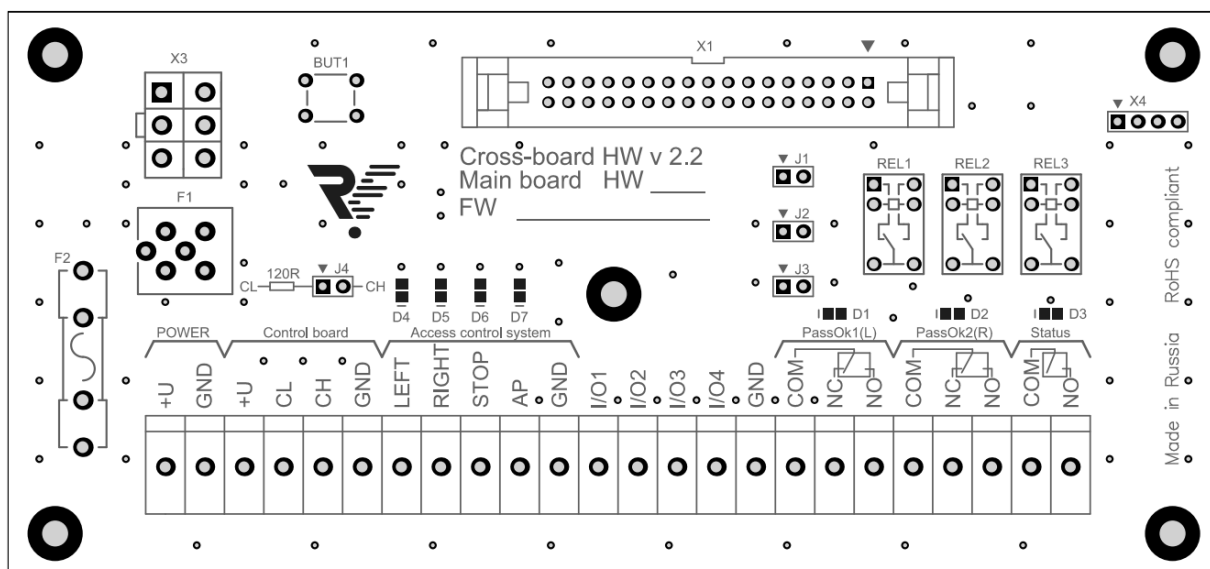 X3
BUT1
X1
X4
Cross-board HW v 2.2
Main board HW ____
FW ____________
J1
REL1 REL2 REL3
F1
J2
F2
J3
120R
J4
CL
CH
D4 D5 D6 D7
D1 D2 D3
POWER
Control board
Access control system
PassOk1(L)
PassOk2(R)
Status
+U
GND
+U
CL
CH
GND
LEFT
RIGHT
STOP
AP
GND
I/O1
I/O2
I/O3
I/O4
GND
COM
NC
NO
COM
NC
NO
COM
NO
Made in Russia RoHS compliant